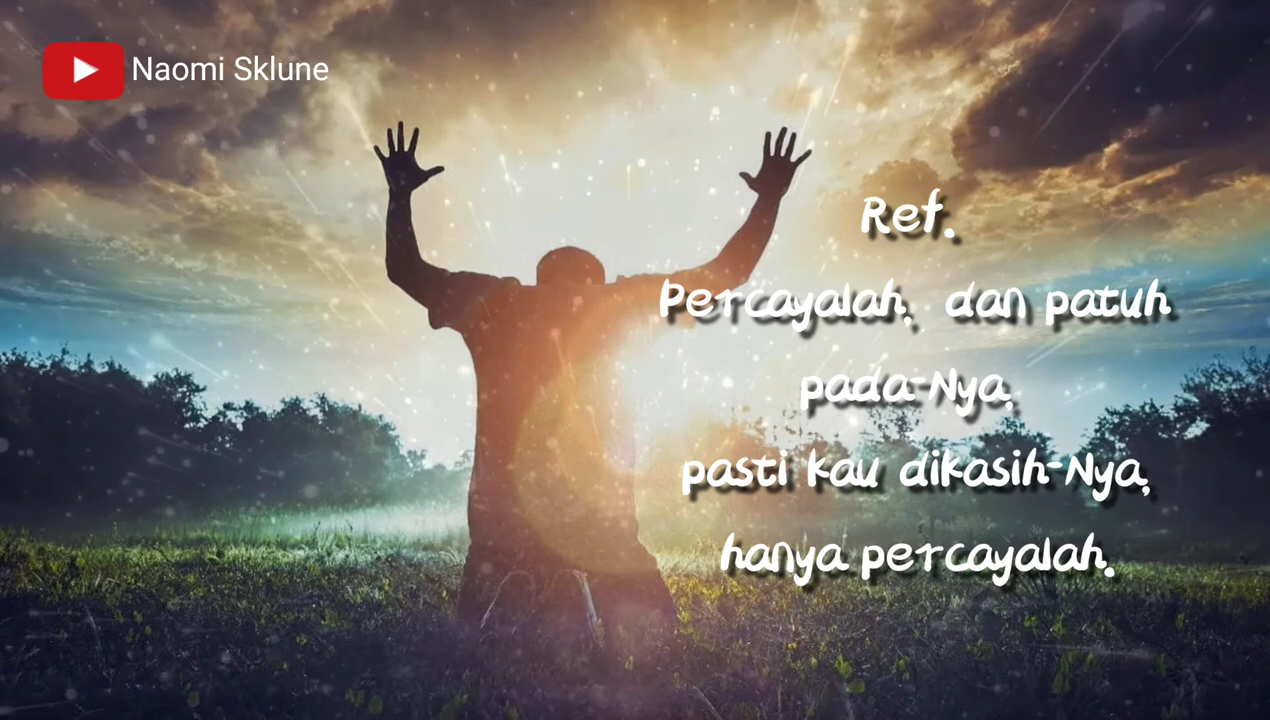 Naomi Sklune
Ref.
Percayalah, dan patuh
pada-Nya,
pasti kau dikasih-Nya,
hanya percayalah.